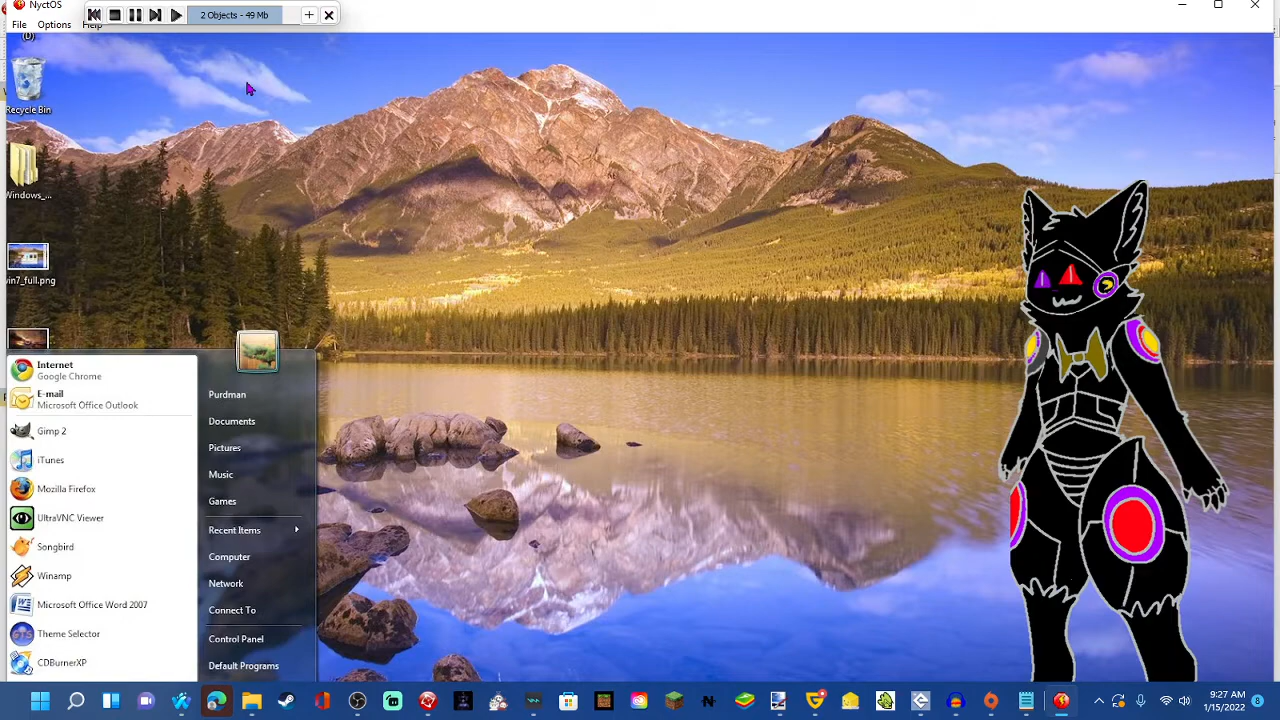 NyctOS
File Options Help
2 Objects - 49 Mb
(D)
Recycle Bin
Windows_...
win7_full.png
Internet
Google Chrome
E-mail
Microsoft Office Outlook
Gimp 2
iTunes
Mozilla Firefox
UltraVNC Viewer
Songbird
Winamp
Microsoft Office Word 2007
Theme Selector
CDBurnerXP
Purdman
Documents
Pictures
Music
Games
Recent Items
Computer
Network
Connect To
Control Panel
Default Programs
9:27 AM
1/15/2022
8